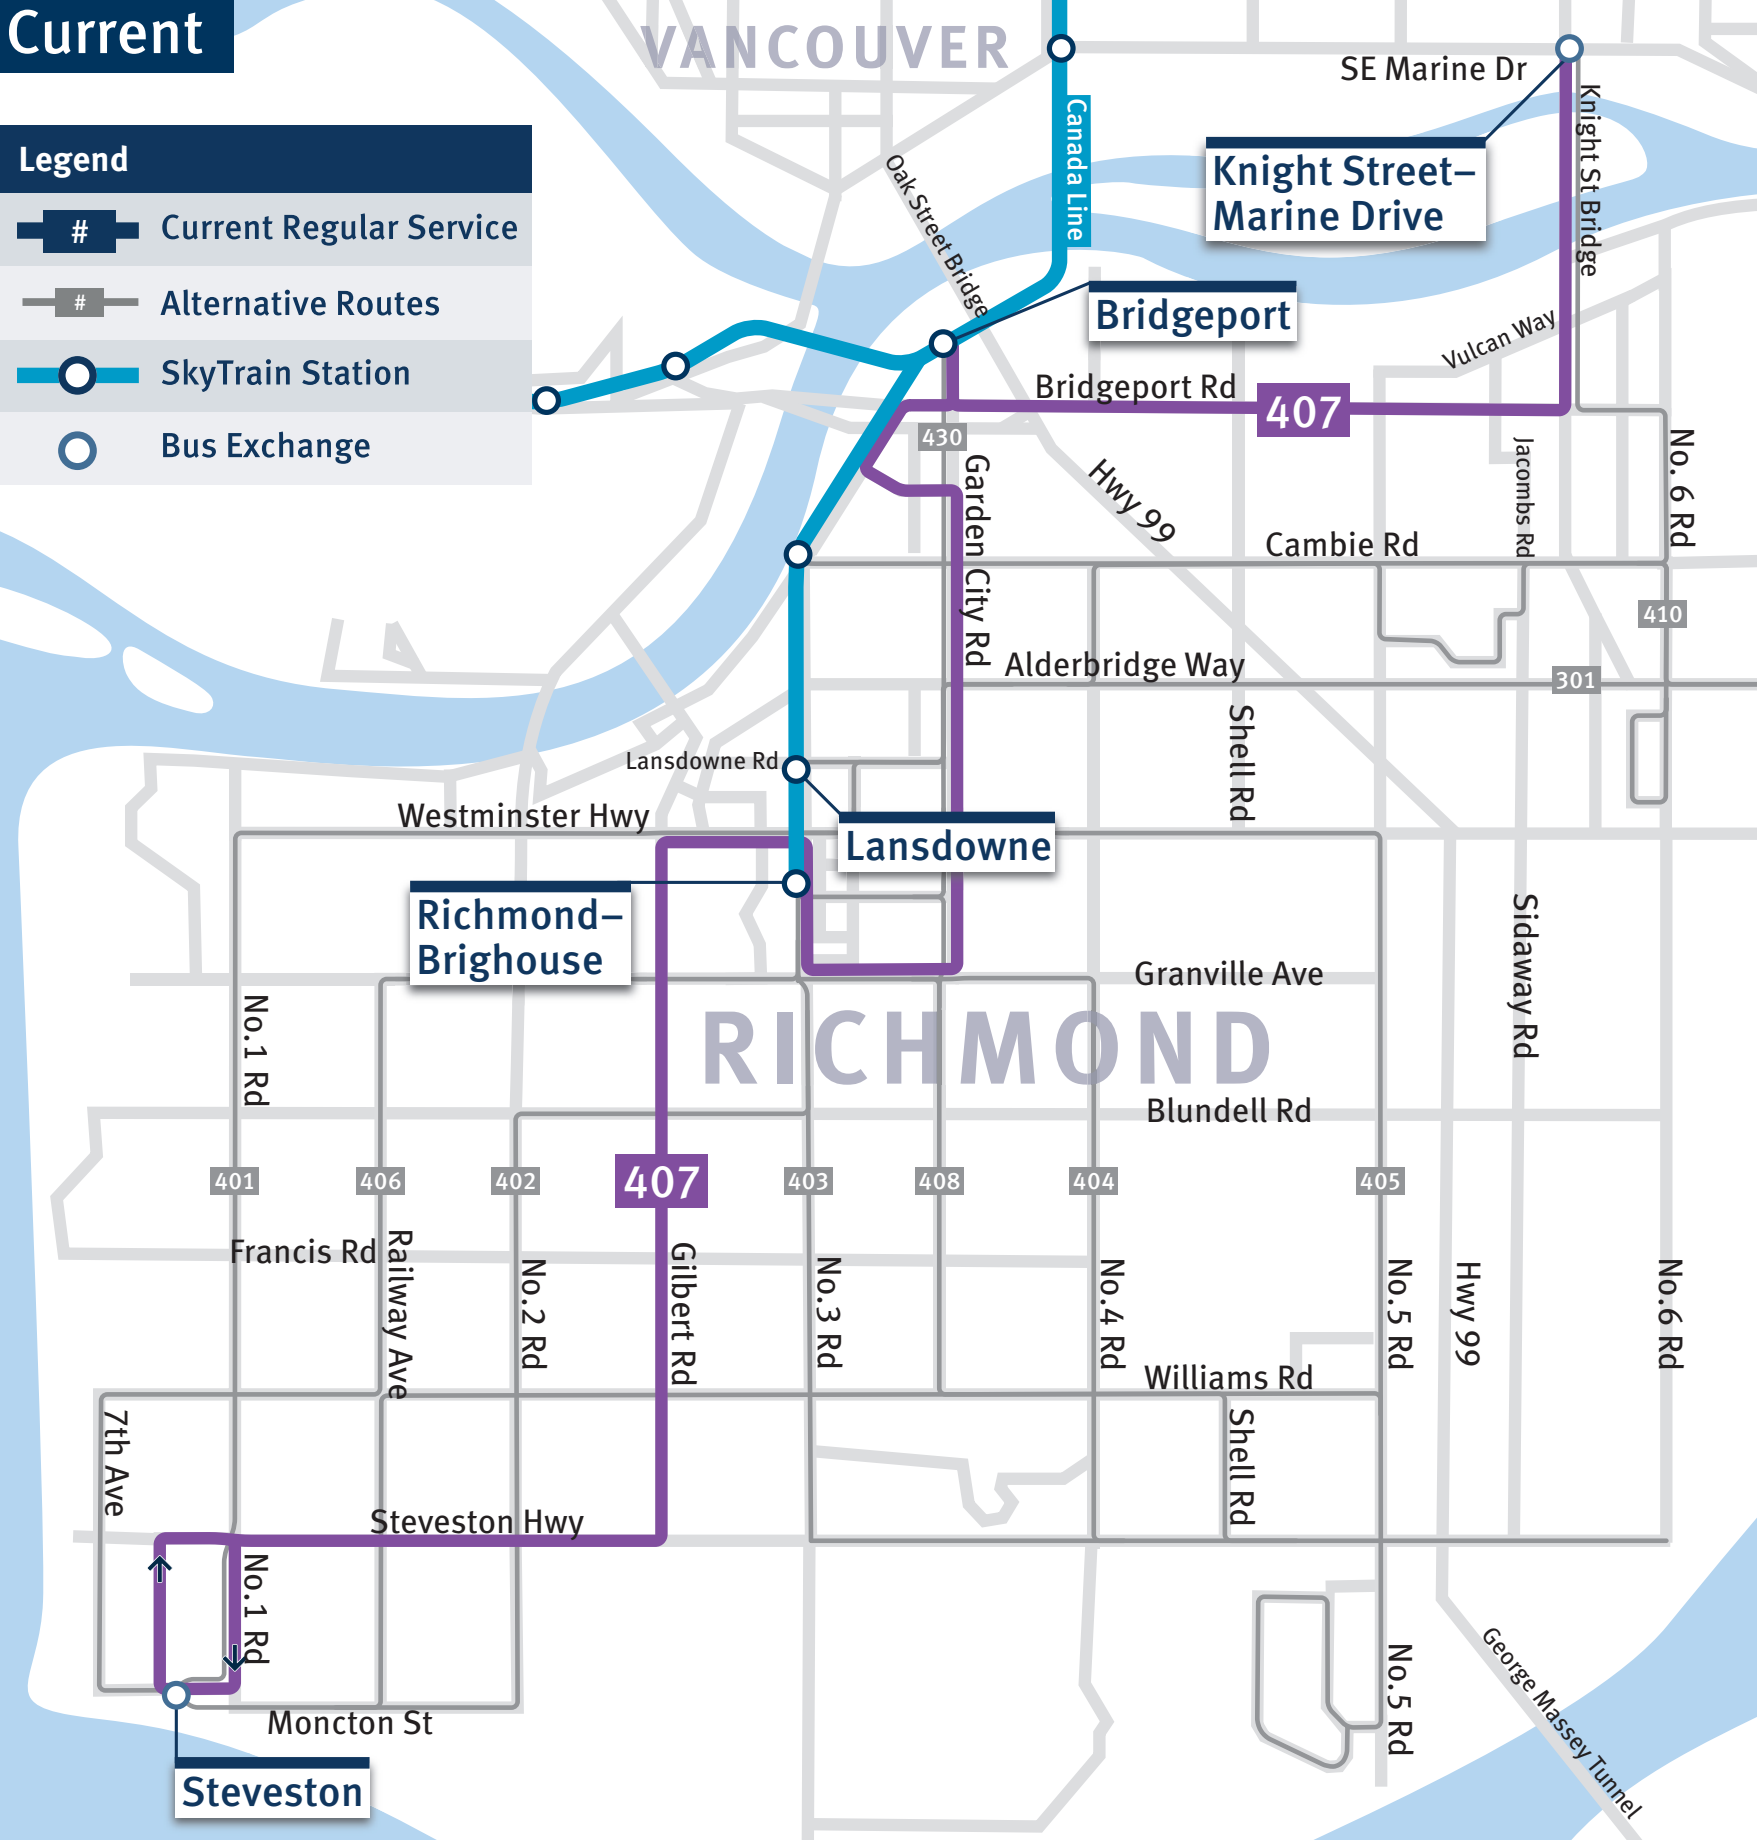 Current
VANCOUVER
SE Marine Dr
Legend
# Current Regular Service
# Alternative Routes
SkyTrain Station
Bus Exchange
Canada Line
Oak Street Bridge
Knight Street–
Marine Drive
Knight St Bridge
Bridgeport
Vulcan Way
Bridgeport Rd
407
430
Garden City Rd
Hwy 99
Jacombs Rd
No. 6 Rd
Cambie Rd
410
Alderbridge Way
301
Shell Rd
Lansdowne Rd
Westminster Hwy
Lansdowne
Richmond–
Brighouse
Sidaway Rd
Granville Ave
No.1 Rd
RICHMOND
Blundell Rd
401
406
402
407
403
408
404
405
Francis Rd
Railway Ave
No.2 Rd
Gilbert Rd
No.3 Rd
No.4 Rd
No.5 Rd
Hwy 99
No.6 Rd
Williams Rd
7th Ave
Shell Rd
Steveston Hwy
No.1 Rd
No.5 Rd
George Massey Tunnel
Moncton St
Steveston